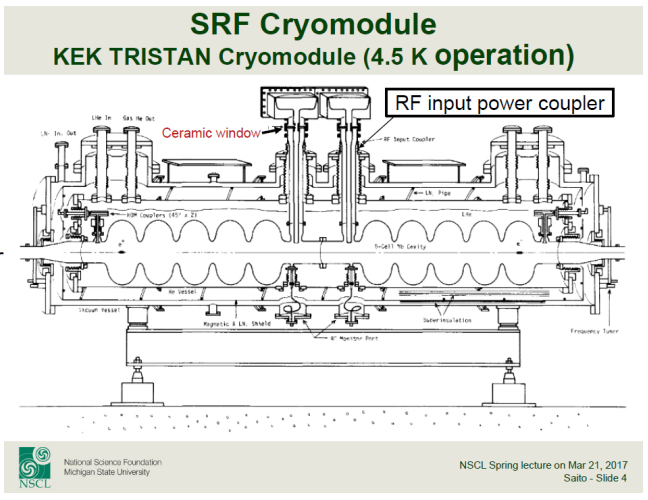 SRF Cryomodule
KEK TRISTAN Cryomodule (4.5 K operation)
RF input power coupler
Ceramic window
LHe In
Gas He Out
LN₂ In. Out
RF Input Coupler
LN₂ Pipe
HOM Couplers (45° x 2)
LHe
5-Cell Nb Cavity
e⁻
e⁻
He Vessel
Vacuum Vessel
Magnetic & LN₂ Shield
Monitor Port
Superinsulation
Frequency Tuner
National Science Foundation
Michigan State University
NSCL
NSCL Spring lecture on Mar 21, 2017
Saito - Slide 4